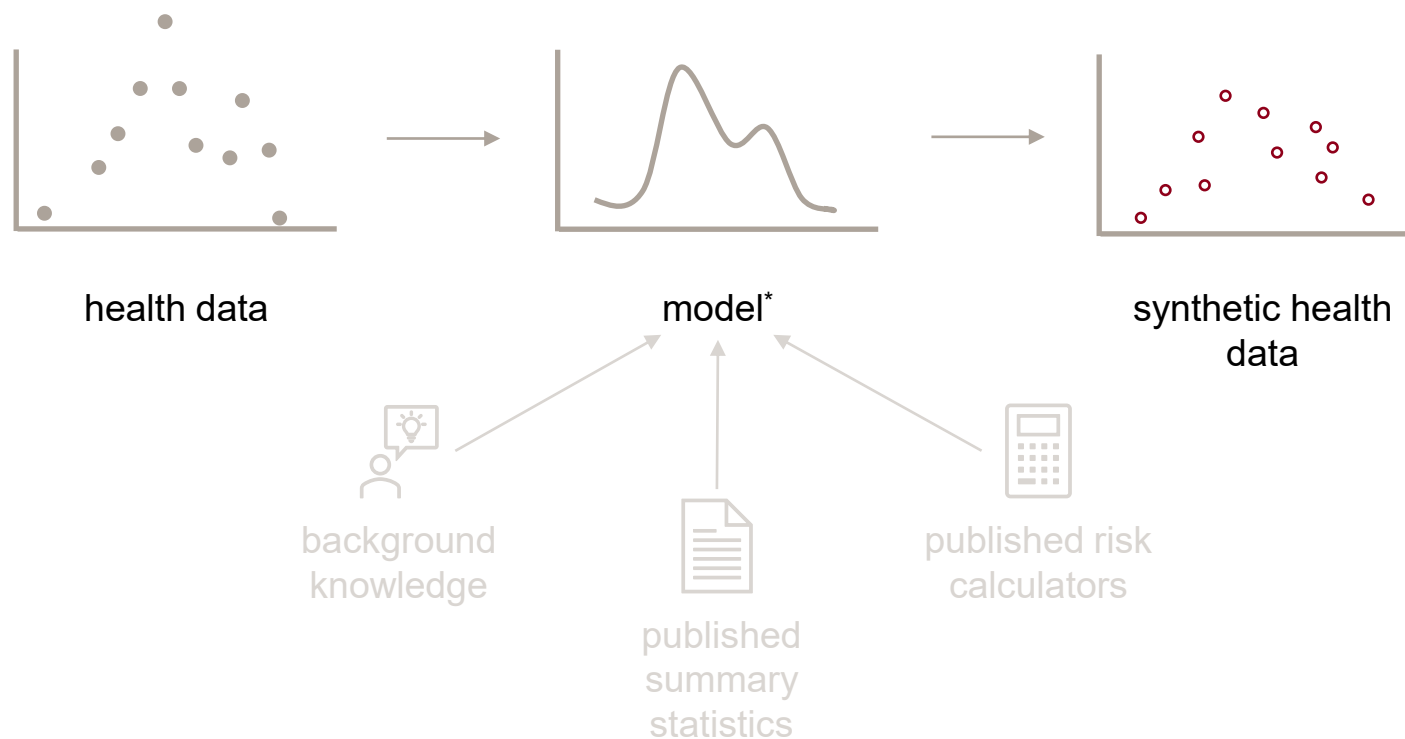 health data
model*
synthetic health
data
background
knowledge
published
summary
statistics
published risk
calculators